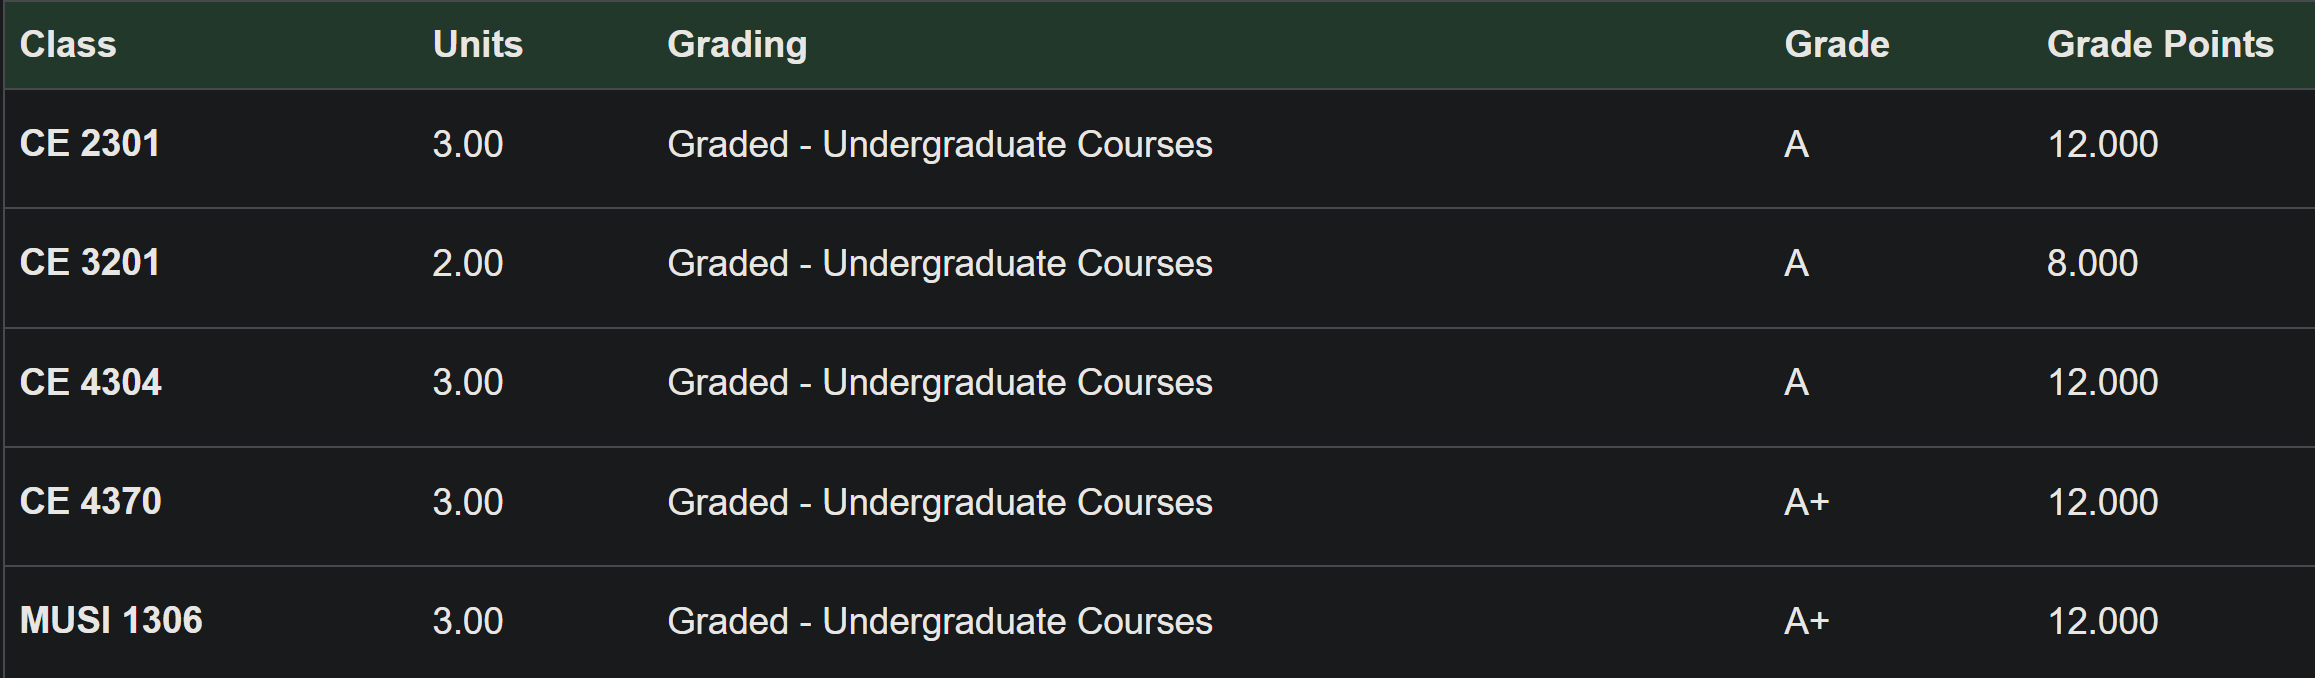 Class Units Grading Grade Grade Points
CE 2301 3.00 Graded - Undergraduate Courses A 12.000
CE 3201 2.00 Graded - Undergraduate Courses A 8.000
CE 4304 3.00 Graded - Undergraduate Courses A 12.000
CE 4370 3.00 Graded - Undergraduate Courses A+ 12.000
MUSI 1306 3.00 Graded - Undergraduate Courses A+ 12.000